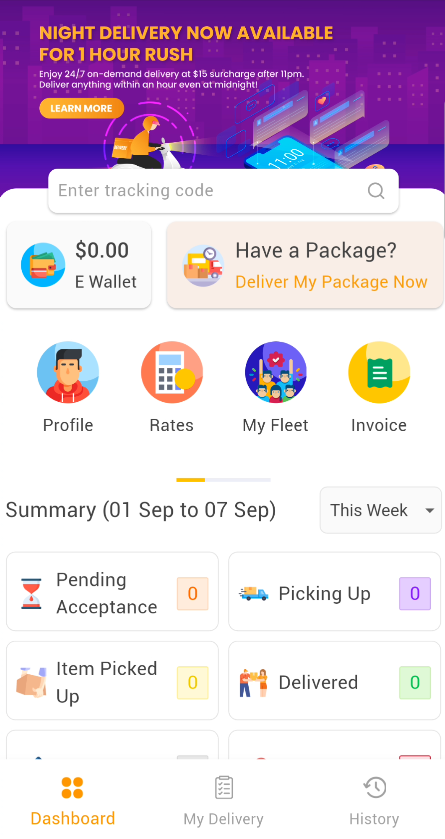 NIGHT DELIVERY NOW AVAILABLE
FOR 1 HOUR RUSH
Enjoy 24/7 on-demand delivery at $15 surcharge after 11pm.
Deliver anything within an hour even at midnight!
LEARN MORE
11:00
Enter tracking code
$0.00
E Wallet
Have a Package?
Deliver My Package Now
Profile
Rates
My Fleet
Invoice
Summary (01 Sep to 07 Sep)
This Week
Pending
Acceptance
0
Picking Up
0
Item Picked
Up
0
Delivered
0
Dashboard
My Delivery
History